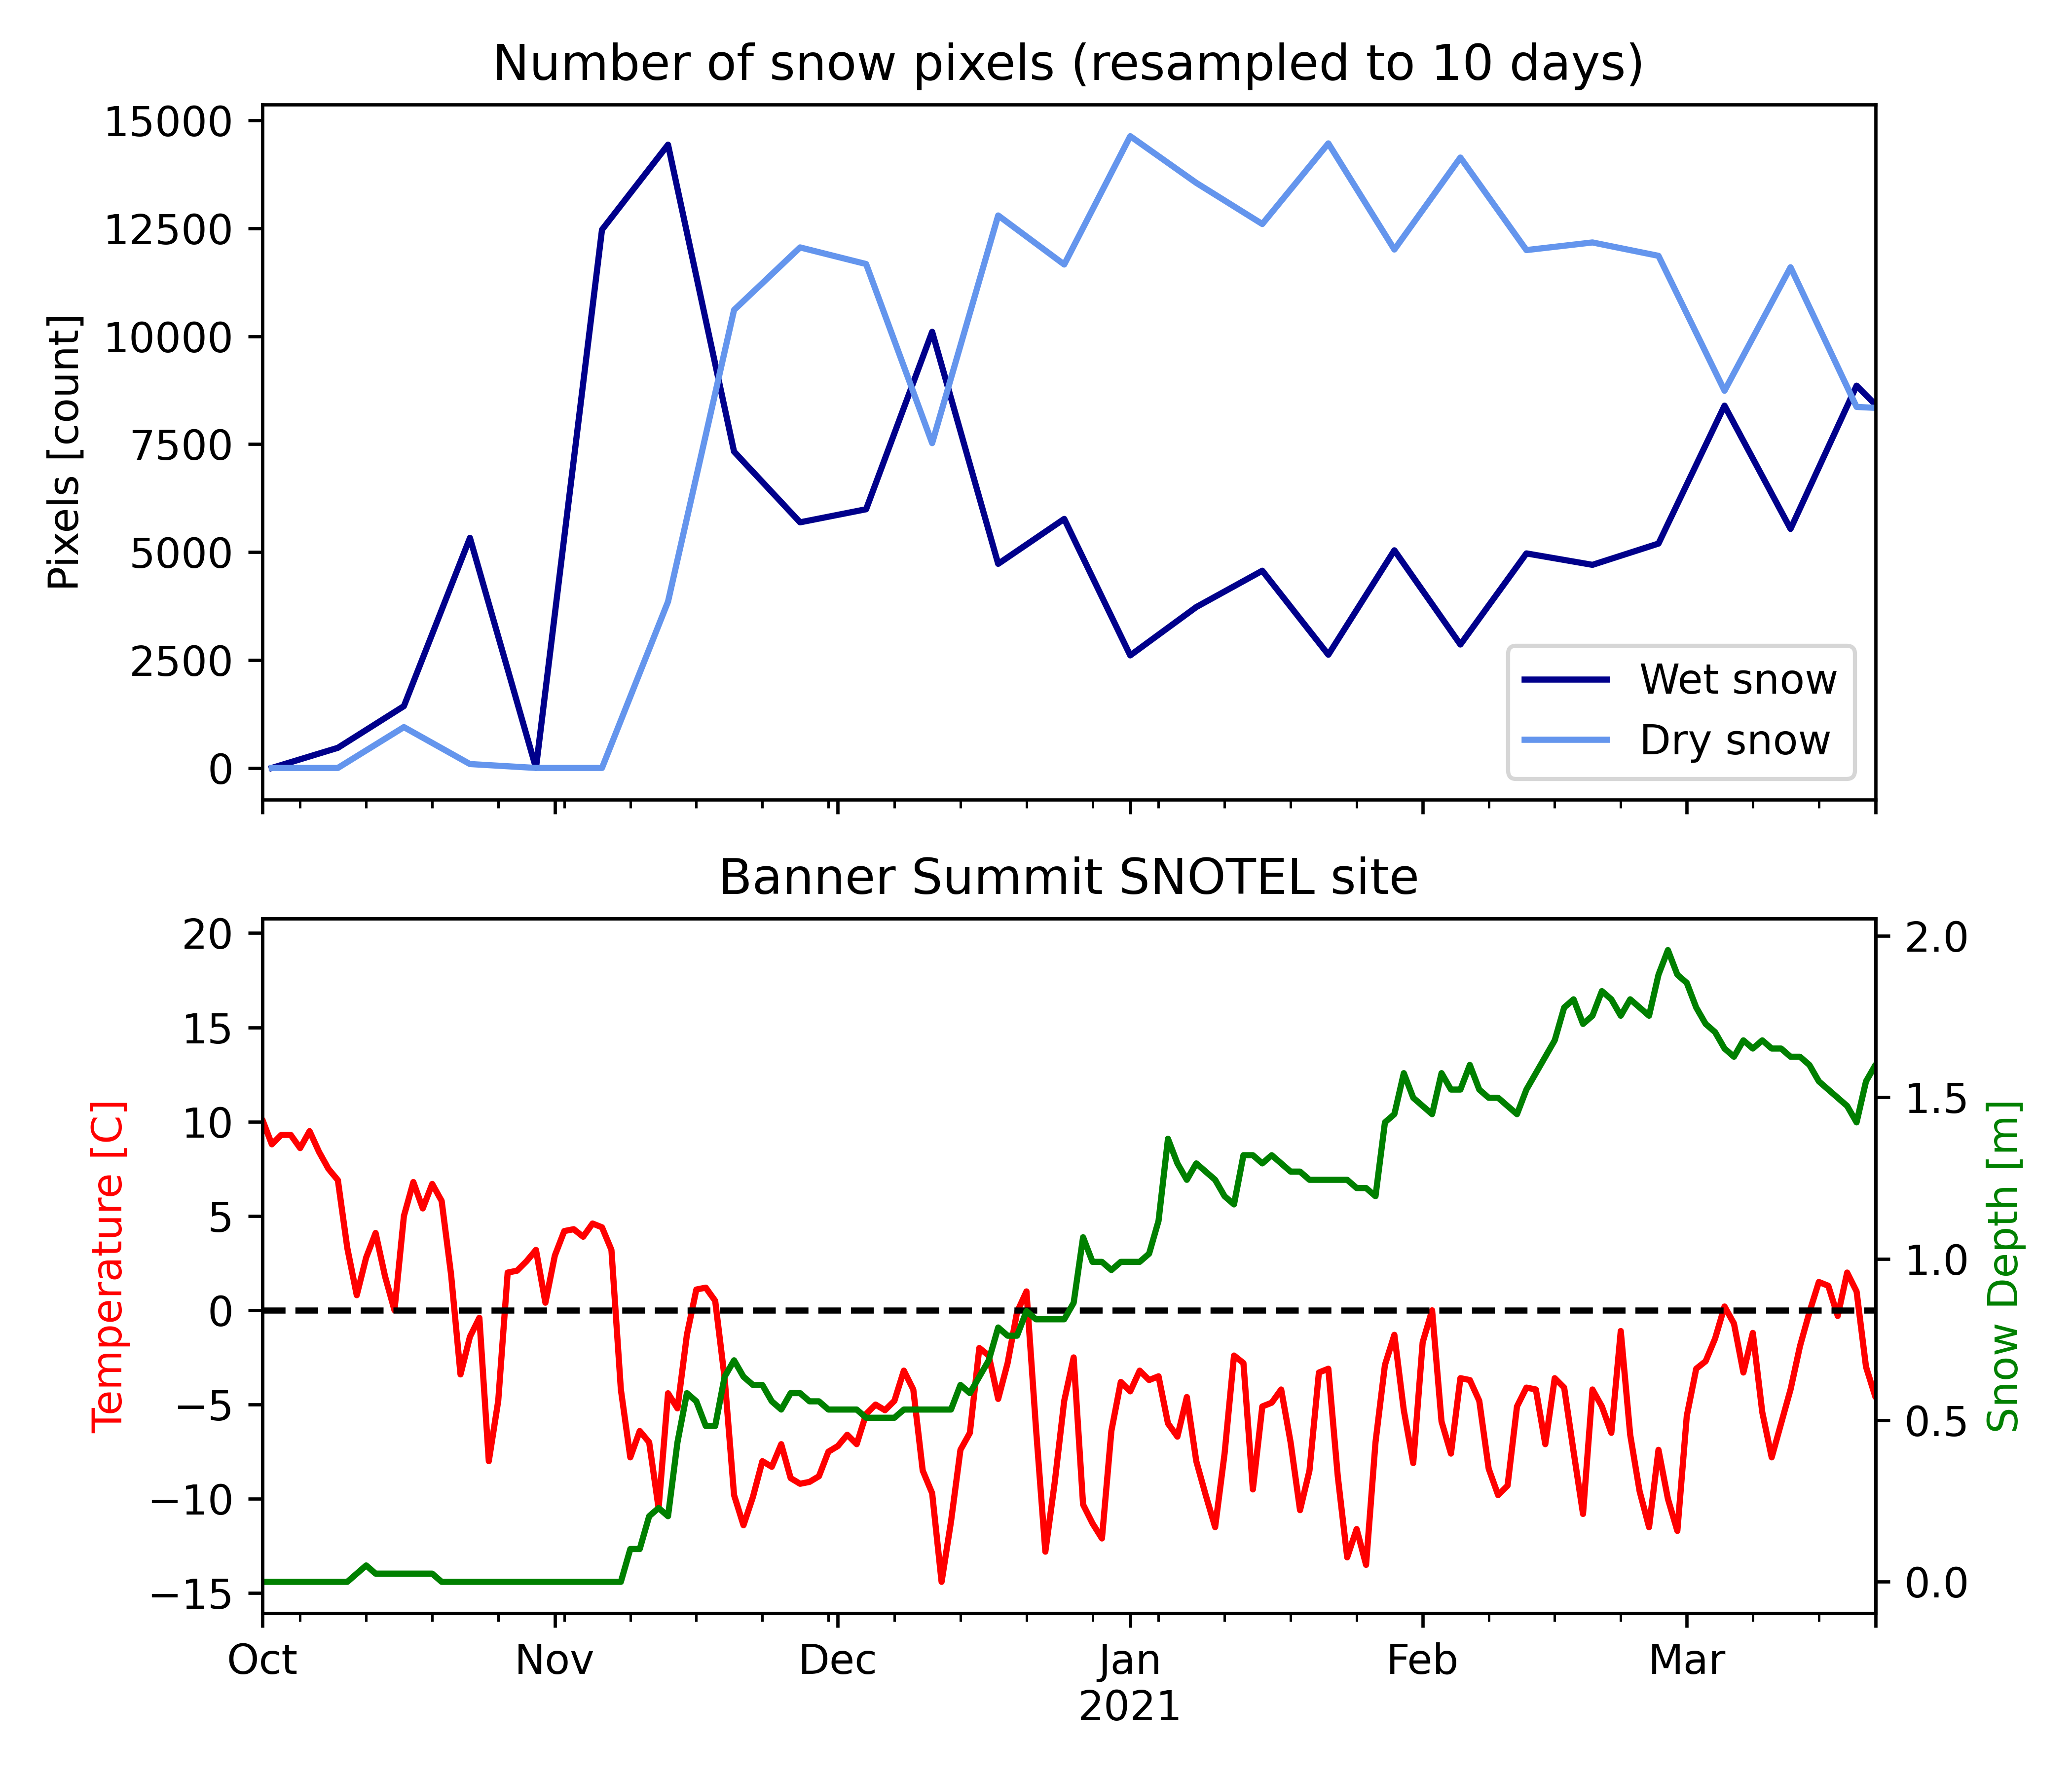 Number of snow pixels (resampled to 10 days)
15000
12500
10000
7500
5000
2500
0
Pixels [count]
Wet snow
Dry snow
Banner Summit SNOTEL site
20
15
10
5
0
−5
−10
−15
Temperature [C]
2.0
1.5
1.0
0.5
0.0
Snow Depth [m]
Oct Nov Dec Jan Feb Mar
2021